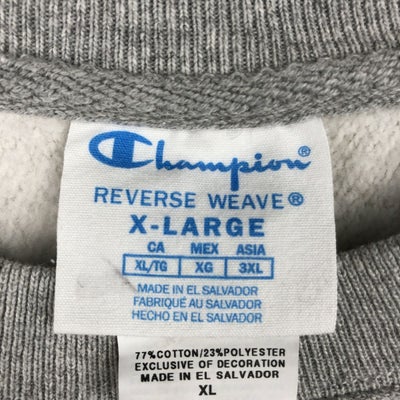 Champion®
REVERSE WEAVE®
X-LARGE
CA MEX ASIA
XL/TG XG 3XL
MADE IN EL SALVADOR
FABRIQUÉ AU SALVADOR
HECHO EN EL SALVADOR
77%COTTON/23%POLYESTER
EXCLUSIVE OF DECORATION
MADE IN EL SALVADOR
XL